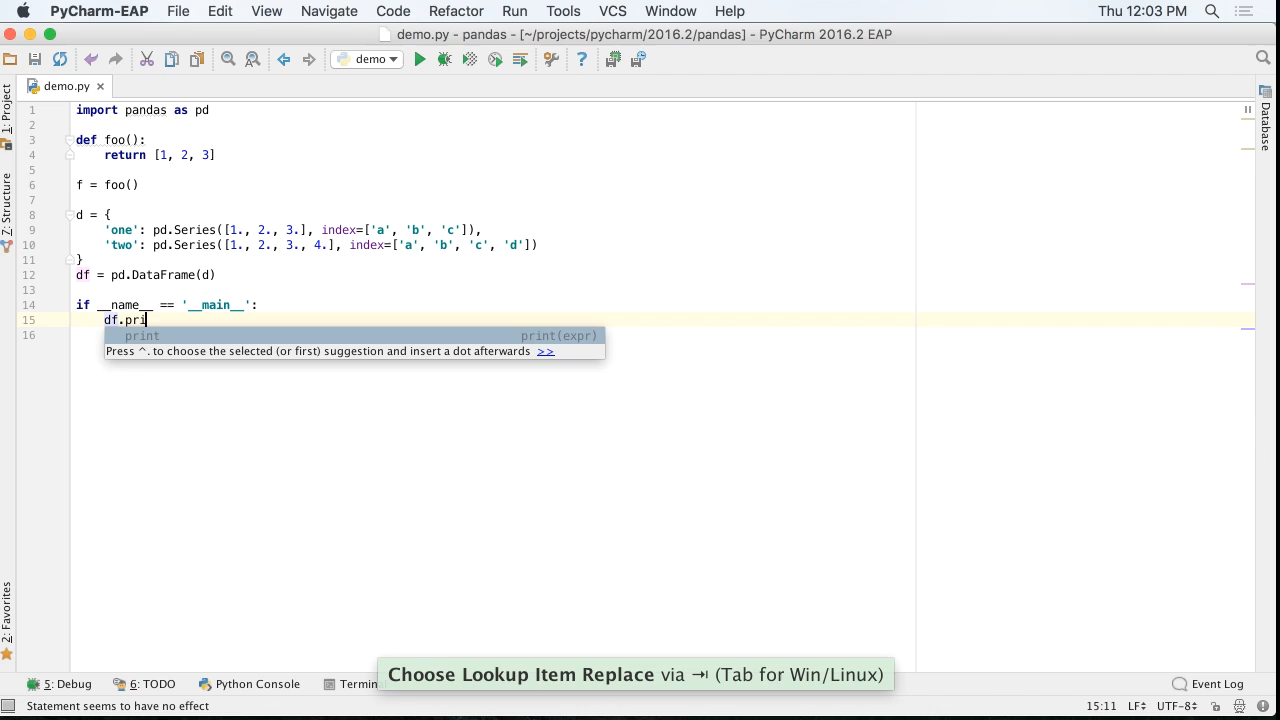 PyCharm-EAP File Edit View Navigate Code Refactor Run Tools VCS Window Help Thu 12:03 PM
demo.py - pandas - [~/projects/pycharm/2016.2/pandas] - PyCharm 2016.2 EAP
demo
demo.py
1: Project
7: Structure
2: Favorites
Database
1 import pandas as pd
2
3 def foo():
4 return [1, 2, 3]
5
6 f = foo()
7
8 d = {
9 'one': pd.Series([1., 2., 3.], index=['a', 'b', 'c']),
10 'two': pd.Series([1., 2., 3., 4.], index=['a', 'b', 'c', 'd'])
11 }
12 df = pd.DataFrame(d)
13
14 if __name__ == '__main__':
15 df.pri
16
print print(expr)
Press ^. to choose the selected (or first) suggestion and insert a dot afterwards >>
Choose Lookup Item Replace via ⇥ (Tab for Win/Linux)
5: Debug 6: TODO Python Console Termin Event Log
Statement seems to have no effect 15:11 LF UTF-8